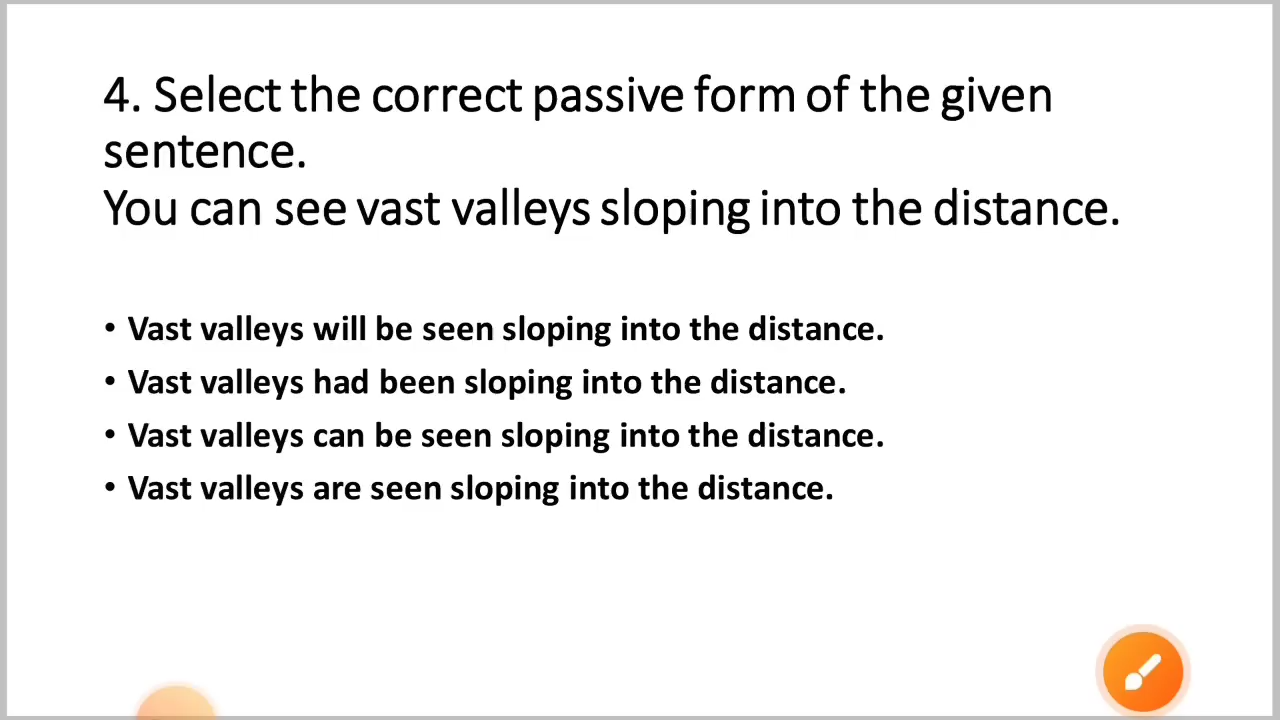 4. Select the correct passive form of the given
sentence.
You can see vast valleys sloping into the distance.
• Vast valleys will be seen sloping into the distance.
• Vast valleys had been sloping into the distance.
• Vast valleys can be seen sloping into the distance.
• Vast valleys are seen sloping into the distance.